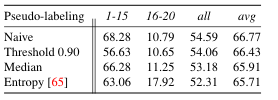 Pseudo-labeling 1-15 16-20 all avg
Naive 68.28 10.79 54.59 66.77
Threshold 0.90 56.63 10.65 54.06 66.43
Median 66.28 11.25 53.18 65.91
Entropy [65] 63.06 17.92 52.31 65.71